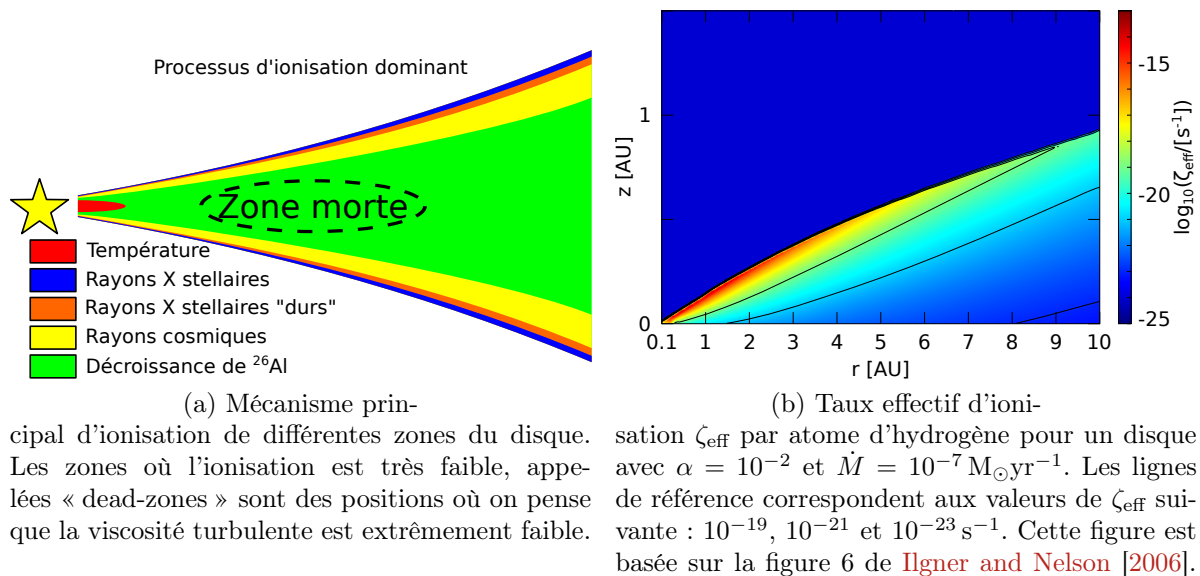 Processus d'ionisation dominant
Zone morte
Température
Rayons X stellaires
Rayons X stellaires "durs"
Rayons cosmiques
Décroissance de ²⁶Al
(a) Mécanisme prin-
cipal d'ionisation de différentes zones du disque.
Les zones où l'ionisation est très faible, appe-
lées « dead-zones » sont des positions où on pense
que la viscosité turbulente est extrêmement faible.
z [AU]
1
0
0.1 1 2 3 4 5 6 7 8 9 10
r [AU]
-15
-20
-25
log₁₀(ζeff/[s⁻¹])
(b) Taux effectif d'ioni-
sation ζeff par atome d'hydrogène pour un disque
avec α = 10⁻² et Ṁ = 10⁻⁷ M⊙yr⁻¹. Les lignes
de référence correspondent aux valeurs de ζeff sui-
vante : 10⁻¹⁹, 10⁻²¹ et 10⁻²³ s⁻¹. Cette figure est
basée sur la figure 6 de Ilgner and Nelson [2006].